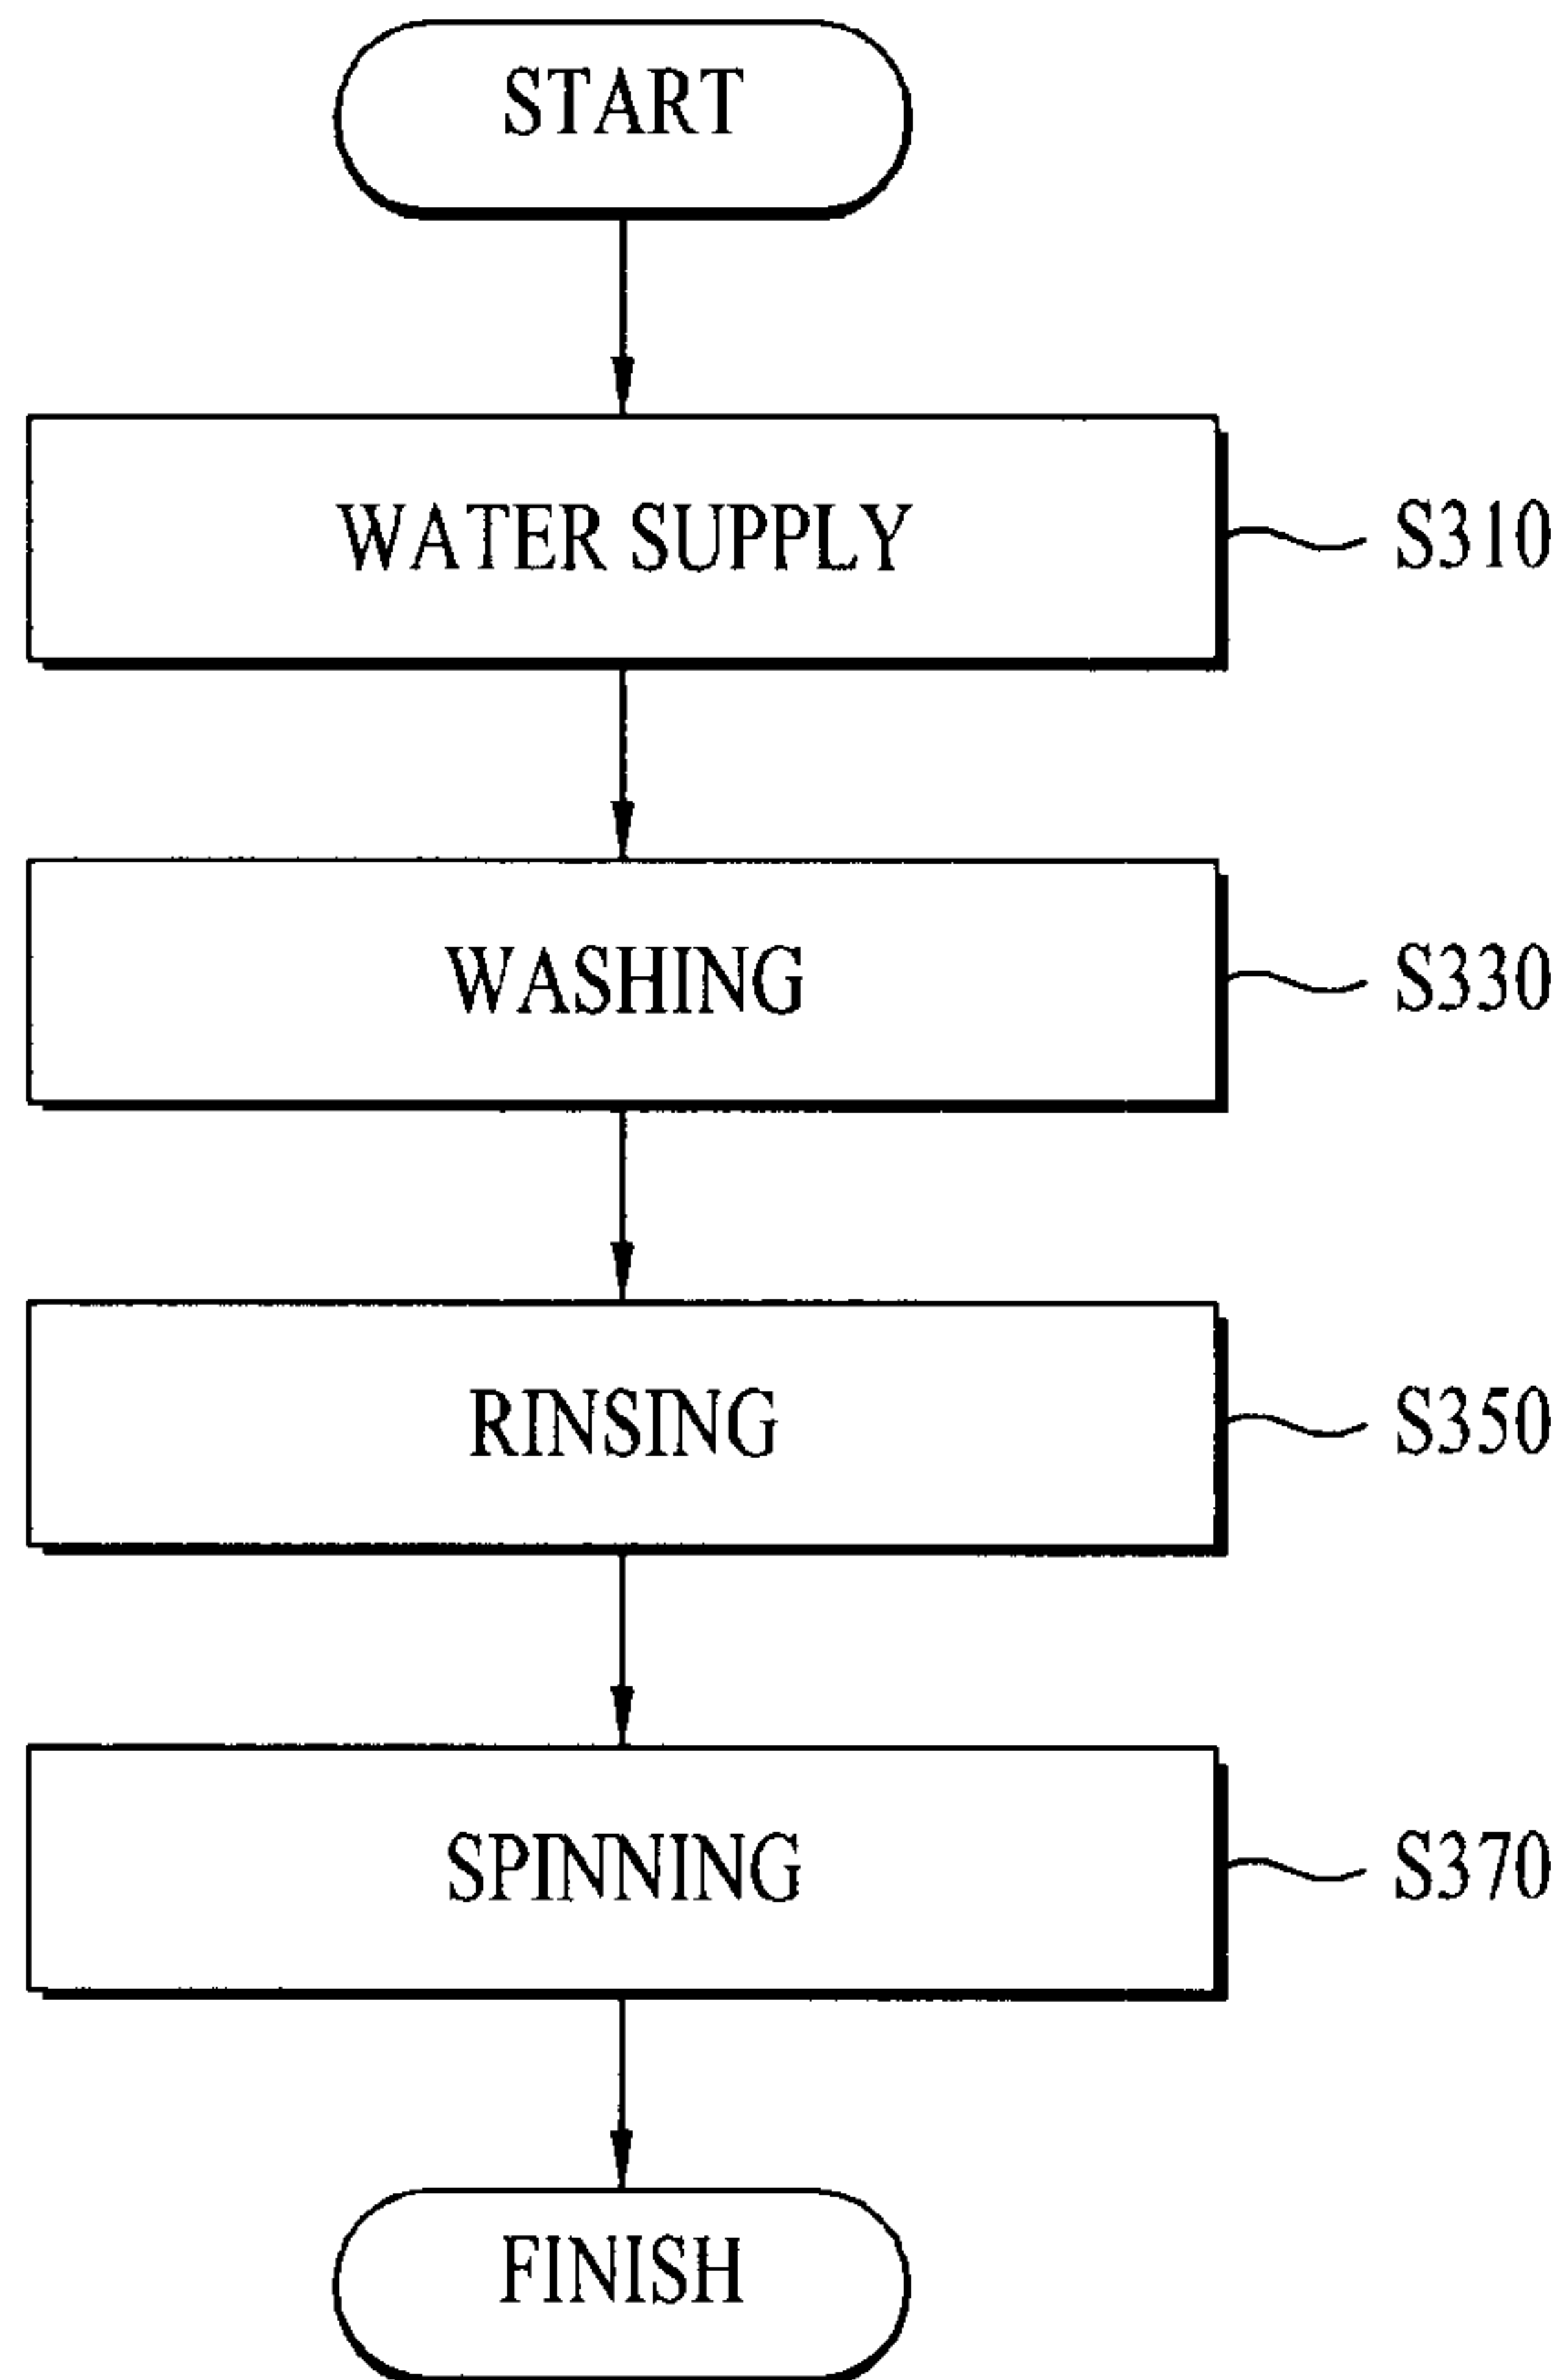 START
WATER SUPPLY
S310
WASHING
S330
RINSING
S350
SPINNING
S370
FINISH